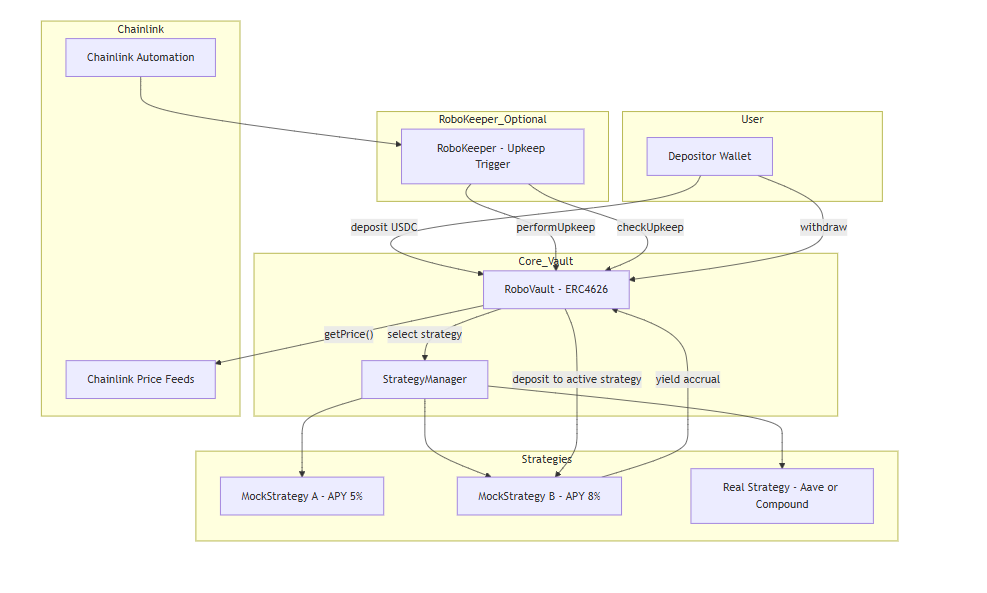 Chainlink
Chainlink Automation
RoboKeeper_Optional
User
RoboKeeper - Upkeep
Trigger
Depositor Wallet
deposit USDC
performUpkeep
checkUpkeep
withdraw
Core_Vault
RoboVault - ERC4626
getPrice()
select strategy
Chainlink Price Feeds
StrategyManager
deposit to active strategy
yield accrual
Strategies
MockStrategy A - APY 5%
MockStrategy B - APY 8%
Real Strategy - Aave or
Compound